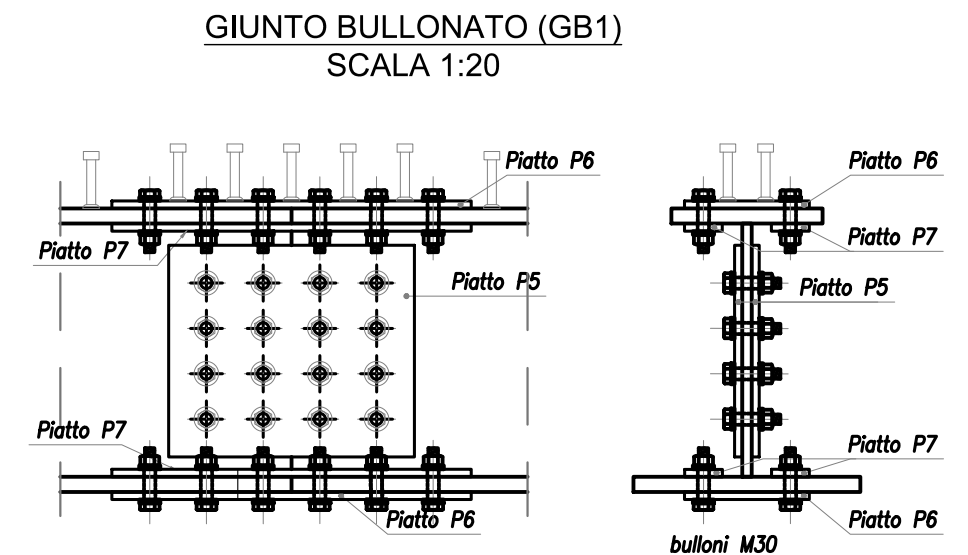 GIUNTO BULLONATO (GB1)
SCALA 1:20
Piatto P6
Piatto P6
Piatto P7
Piatto P7
Piatto P5
Piatto P5
Piatto P7
Piatto P7
Piatto P6
Piatto P6
bulloni M30